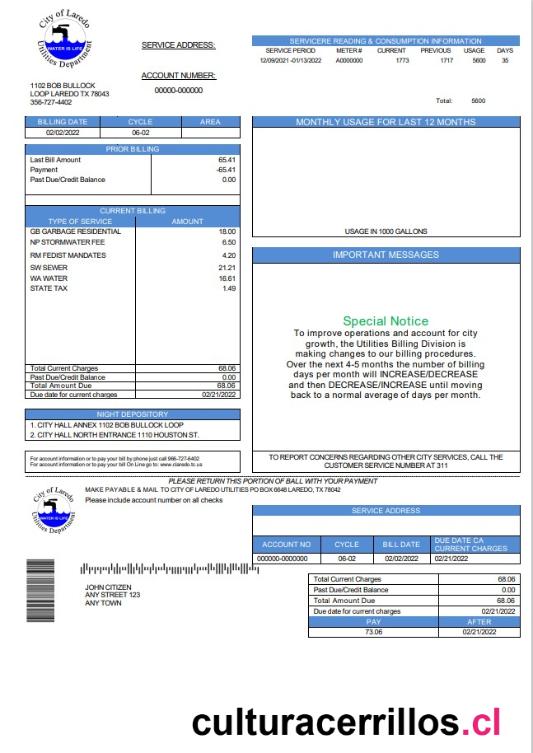 City of Laredo
WATER IS LIFE
Utilities Department
1102 BOB BULLOCK
LOOP LAREDO TX 78043
356-727-4402
SERVICE ADDRESS:
ACCOUNT NUMBER:
00000-000000
SERVICERE READING & CONSUMPTION INFORMATION
SERVICE PERIOD METER# CURRENT PREVIOUS USAGE DAYS
12/09/2021 -01/13/2022 A0000000 1773 1717 5600 35
Total: 5600
BILLING DATE CYCLE AREA
02/02/2022 06-02
PRIOR BILLING
Last Bill Amount 65.41
Payment -65.41
Past Due/Credit Balance 0.00
CURRENT BILLING
TYPE OF SERVICE AMOUNT
GB GARBAGE RESIDENTIAL 18.00
NP STORMWATER FEE 6.50
RM FEDIST MANDATES 4.20
SW SEWER 21.21
WA WATER 16.61
STATE TAX 1.49
Total Current Charges 68.06
Past Due/Credit Balance 0.00
Total Amount Due 68.06
Due date for current charges 02/21/2022
NIGHT DEPOSITORY
1. CITY HALL ANNEX 1102 BOB BULLOCK LOOP
2. CITY HALL NORTH ENTRANCE 1110 HOUSTON ST.
For account information or to pay your bill by phone just call 966-727-6402
For account information or to pay your bill On Line go to: www.claredo.tc.us
MONTHLY USAGE FOR LAST 12 MONTHS
USAGE IN 1000 GALLONS
IMPORTANT MESSAGES
Special Notice
To improve operations and account for city
growth, the Utilities Billing Division is
making changes to our billing procedures.
Over the next 4-5 months the number of billing
days per month will INCREASE/DECREASE
and then DECREASE/INCREASE until moving
back to a normal average of days per month.
TO REPORT CONCERNS REGARDING OTHER CITY SERVICES, CALL THE
CUSTOMER SERVICE NUMBER AT 311
PLEASE RETURN THIS PORTION OF BALL WITH YOUR PAYMENT
MAKE PAYABLE & MAIL TO CITY OF LAREDO UTILITIES PO BOX 6648 LAREDO, TX 78042
Please include account number on all checks
City of Laredo
WATER IS LIFE
Utilities Department
SERVICE ADDRESS
ACCOUNT NO CYCLE BILL DATE DUE DATE CA CURRENT CHARGES
000000-0000000 06-02 02/02/2022 02/21/2022
JOHN CITIZEN
ANY STREET 123
ANY TOWN
Total Current Charges 68.06
Past Due/Credit Balance 0.00
Total Amount Due 68.06
Due date for current charges 02/21/2022
PAY AFTER
73.06 02/21/2022
culturacerrillos.cl